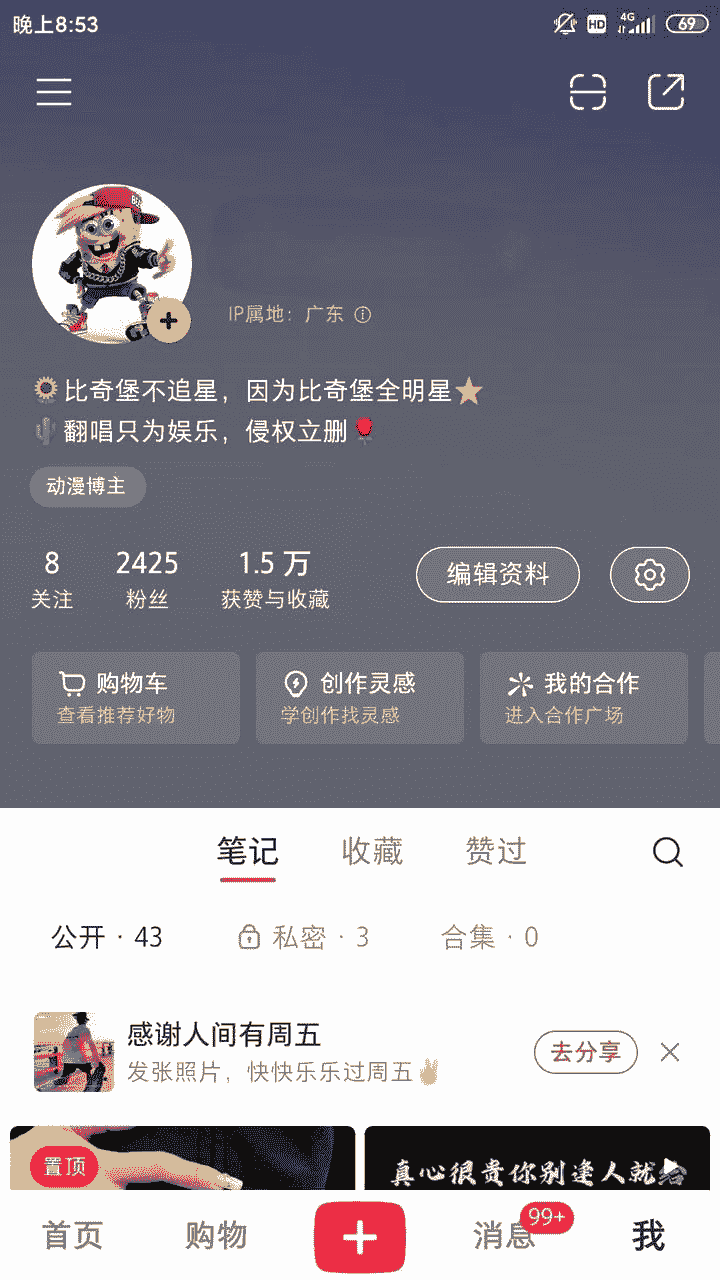 晚上8:53
HD 4G 69
IP属地：广东
比奇堡不追星，因为比奇堡全明星
翻唱只为娱乐，侵权立删
动漫博主
8 2425 1.5 万
关注 粉丝 获赞与收藏
编辑资料
购物车 创作灵感 我的合作
查看推荐好物 学创作找灵感 进入合作广场
笔记 收藏 赞过
公开 · 43 私密 · 3 合集 · 0
感谢人间有周五
发张照片，快快乐乐过周五
去分享
置顶
真心很贵你别逢人就给
首页 购物 消息 99+ 我